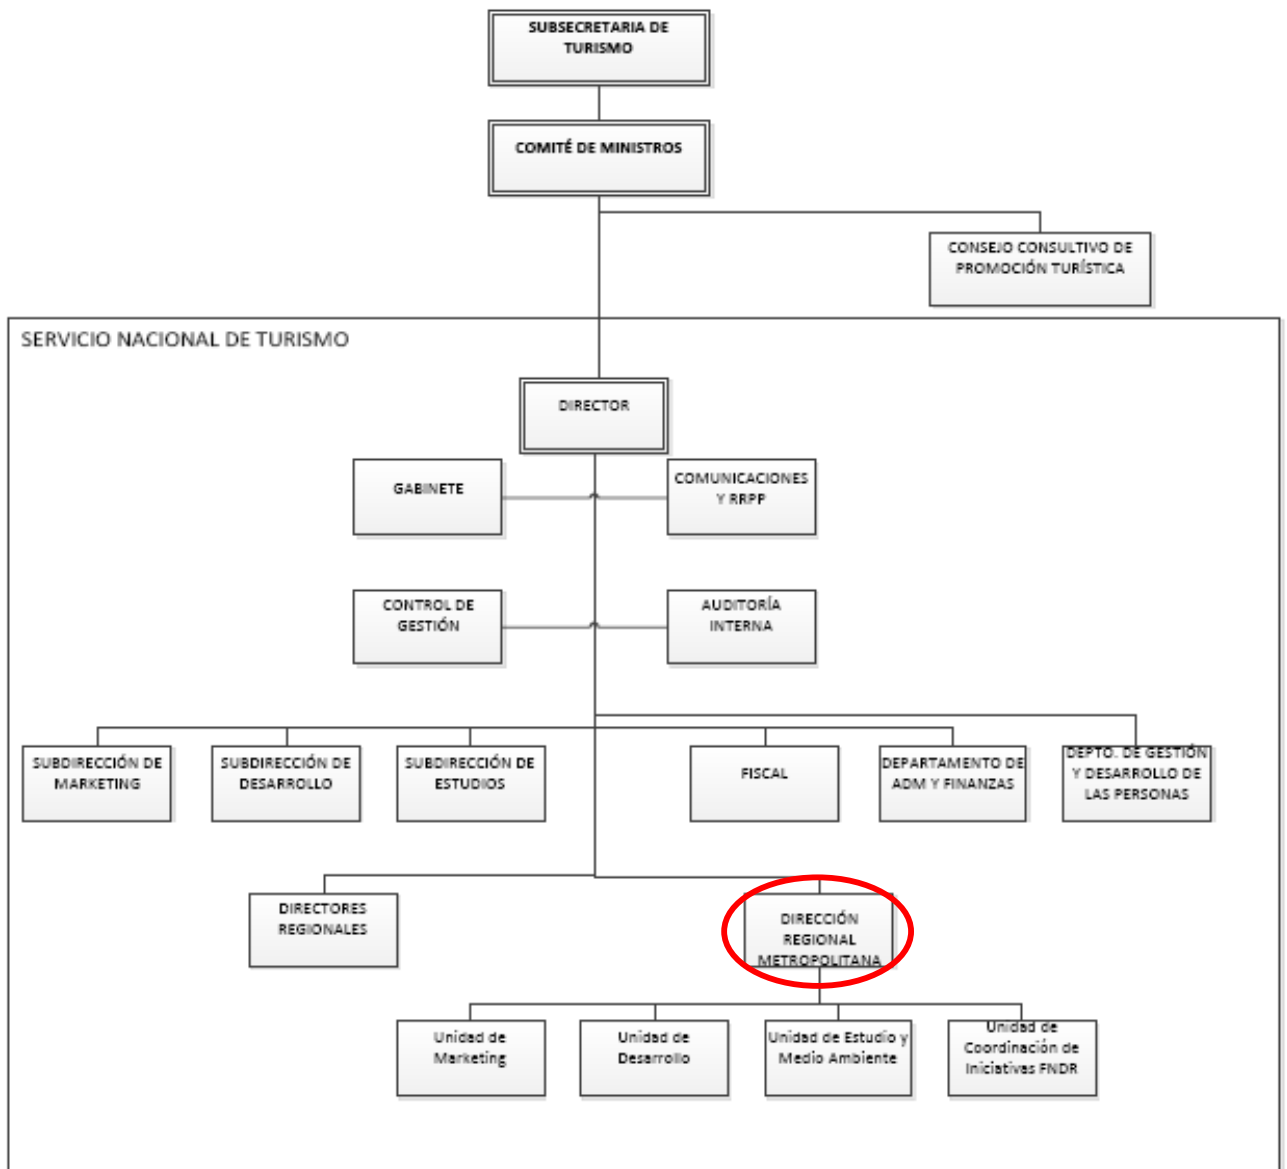 SUBSECRETARIA DE
TURISMO
COMITÉ DE MINISTROS
CONSEJO CONSULTIVO DE
PROMOCIÓN TURÍSTICA
SERVICIO NACIONAL DE TURISMO
DIRECTOR
GABINETE
COMUNICACIONES
Y RRPP
CONTROL DE
GESTIÓN
AUDITORÍA
INTERNA
SUBDIRECCIÓN DE
MARKETING
SUBDIRECCIÓN DE
DESARROLLO
SUBDIRECCIÓN DE
ESTUDIOS
FISCAL
DEPARTAMENTO DE
ADM Y FINANZAS
DEPTO. DE GESTIÓN
Y DESARROLLO DE
LAS PERSONAS
DIRECTORES
REGIONALES
DIRECCIÓN
REGIONAL
METROPOLITANA
Unidad de
Marketing
Unidad de
Desarrollo
Unidad de Estudio y
Medio Ambiente
Unidad de
Coordinación de
Iniciativas FNDR